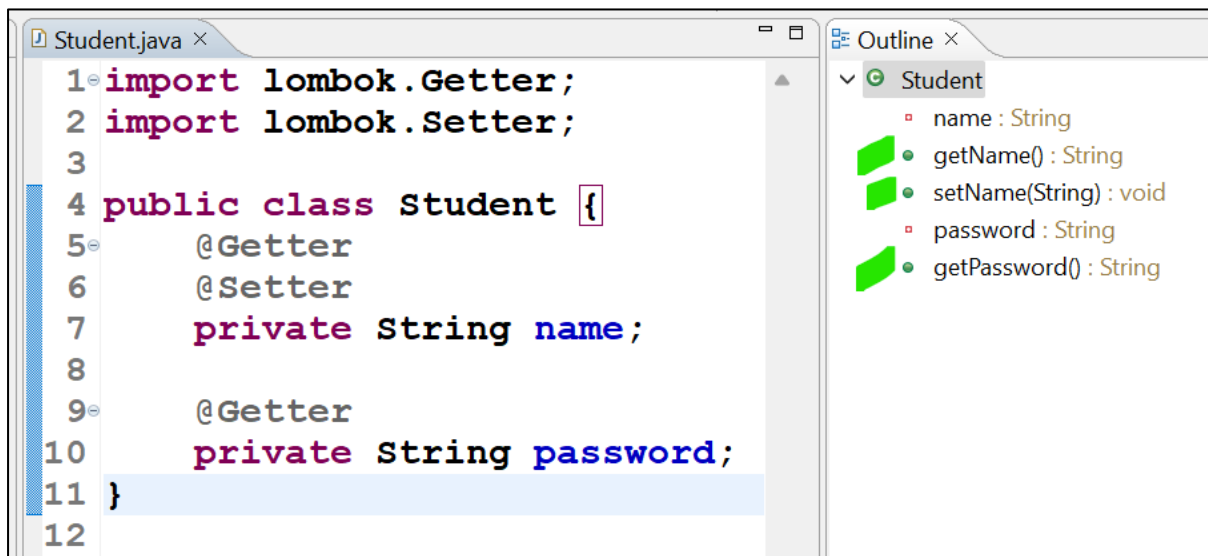 Student.java
1 import lombok.Getter;
2 import lombok.Setter;
3
4 public class Student {
5 @Getter
6 @Setter
7 private String name;
8
9 @Getter
10 private String password;
11 }
12
Outline
Student
name : String
getName() : String
setName(String) : void
password : String
getPassword() : String